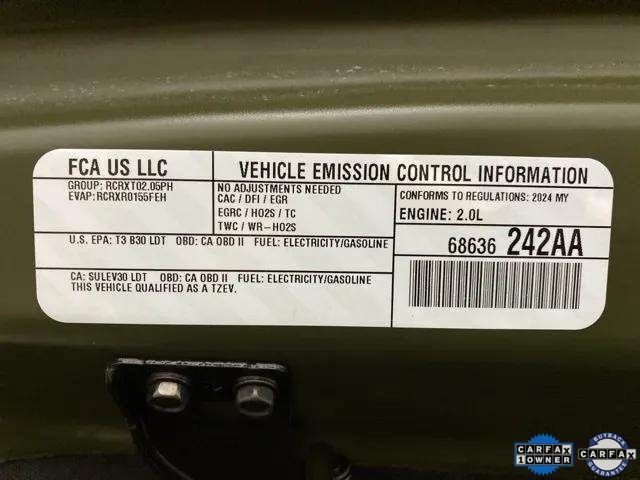 FCA US LLC
VEHICLE EMISSION CONTROL INFORMATION
GROUP: RCRXT02.05PH
EVAP: RCRXR0155FEH
NO ADJUSTMENTS NEEDED
CAC / DFI / EGR
EGRC / HO2S / TC
TWC / WR-HO2S
CONFORMS TO REGULATIONS: 2024 MY
ENGINE: 2.0L
U.S. EPA: T3 B30 LDT OBD: CA OBD II FUEL: ELECTRICITY/GASOLINE
68636 242AA
CA: SULEV30 LDT OBD: CA OBD II FUEL: ELECTRICITY/GASOLINE
THIS VEHICLE QUALIFIED AS A TZEV.
CARFAX
1 OWNER
BUYBACK
CARFAX
GUARANTEE